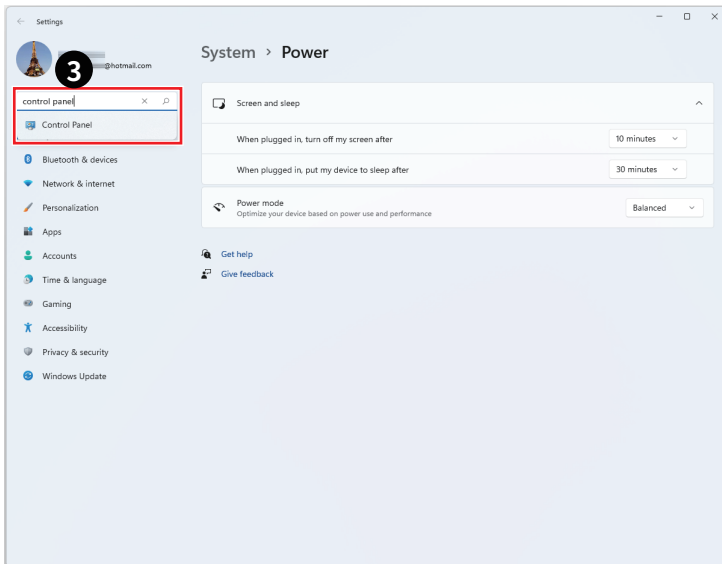 Settings
@hotmail.com
3
control panel
Control Panel
Bluetooth & devices
Network & internet
Personalization
Apps
Accounts
Time & language
Gaming
Accessibility
Privacy & security
Windows Update
System > Power
Screen and sleep
When plugged in, turn off my screen after 10 minutes
When plugged in, put my device to sleep after 30 minutes
Power mode
Optimize your device based on power use and performance
Balanced
Get help
Give feedback